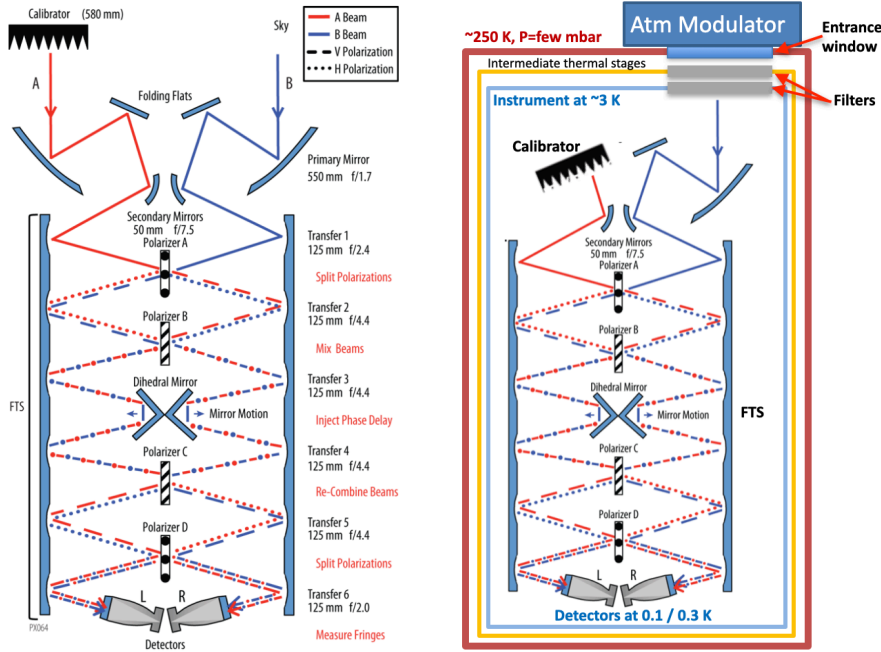 Calibrator (580 mm)
Sky
A Beam
B Beam
V Polarization
H Polarization
A
B
Folding Flats
Primary Mirror
550 mm f/1.7
Secondary Mirrors
50 mm f/7.5
Polarizer A
Transfer 1
125 mm f/2.4
Split Polarizations
Transfer 2
125 mm f/4.4
Polarizer B
Mix Beams
Transfer 3
125 mm f/4.4
Dihedral Mirror
FTS
Mirror Motion
Inject Phase Delay
Transfer 4
125 mm f/4.4
Polarizer C
Re-Combine Beams
Transfer 5
125 mm f/4.4
Polarizer D
Split Polarizations
L
R
Transfer 6
125 mm f/2.0
PX064
Detectors
Measure Fringes
Atm Modulator
Entrance
window
~250 K, P=few mbar
Intermediate thermal stages
Instrument at ~3 K
Filters
Calibrator
Secondary Mirrors
50 mm f/7.5
Polarizer A
Polarizer B
Dihedral Mirror
Mirror Motion
FTS
Polarizer C
Polarizer D
L
R
Detectors at 0.1 / 0.3 K